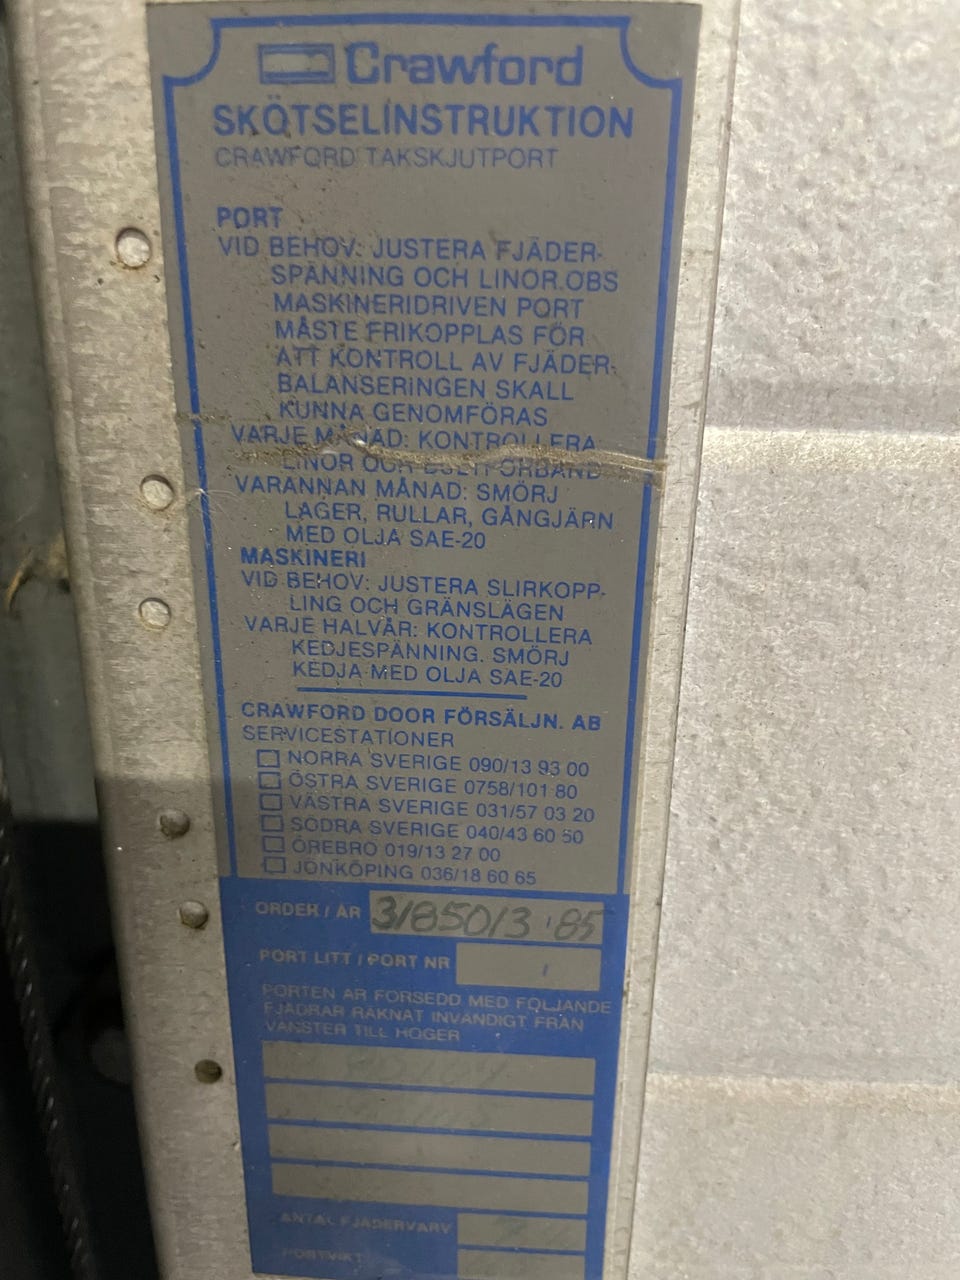 Crawford
SKÖTSELINSTRUKTION
CRAWFORD TAKSKJUTPORT
PORT
VID BEHOV: JUSTERA FJÄDER-
SPÄNNING OCH LINOR.OBS
MASKINERIDRIVEN PORT
MÅSTE FRIKOPPLAS FÖR
ATT KONTROLL AV FJÄDER-
BALANSERINGEN SKALL
KUNNA GENOMFÖRAS
VARJE MÅNAD: KONTROLLERA
LINOR OCH BULTFÖRBAND
VARANNAN MÅNAD: SMÖRJ
LAGER, RULLAR, GÅNGJÄRN
MED OLJA SAE-20
MASKINERI
VID BEHOV: JUSTERA SLIRKOPP-
LING OCH GRÄNSLÄGEN
VARJE HALVÅR: KONTROLLERA
KEDJESPÄNNING. SMÖRJ
KEDJA MED OLJA SAE-20
CRAWFORD DOOR FÖRSÄLJN. AB
SERVICESTATIONER
NORRA SVERIGE 090/13 93 00
ÖSTRA SVERIGE 0758/101 80
VÄSTRA SVERIGE 031/57 03 20
SÖDRA SVERIGE 040/43 60 50
ÖREBRO 019/13 27 00
JÖNKÖPING 036/18 60 65
ORDER / ÅR 3185013 '85
PORT LITT / PORT NR 1
PORTEN ÄR FÖRSEDD MED FÖLJANDE
FJÄDRAR RÄKNAT INVÄNDIGT FRÅN
VÄNSTER TILL HÖGER
ANTAL FJÄDERVARV
PORTVIKT